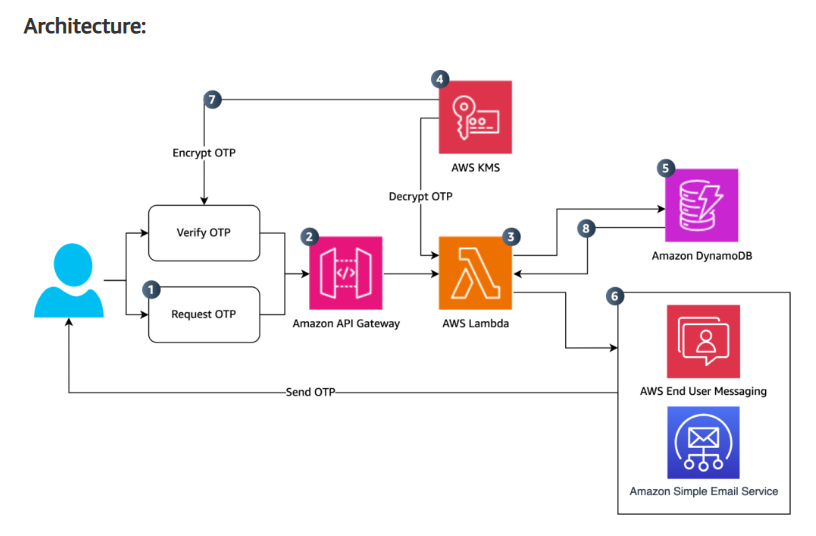 Architecture:
4
7
Encrypt OTP
AWS KMS
5
Decrypt OTP
Verify OTP
2
3
8
Amazon DynamoDB
1
Request OTP
Amazon API Gateway
AWS Lambda
6
AWS End User Messaging
Send OTP
Amazon Simple Email Service